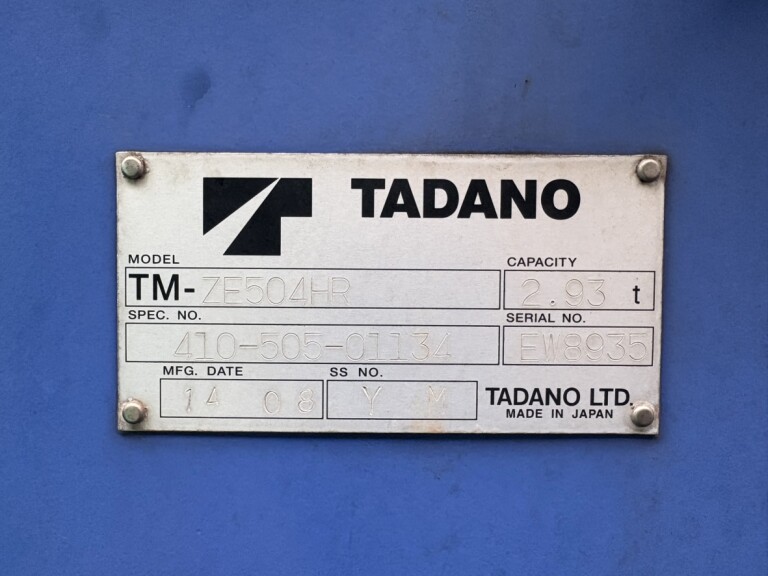 TADANO
MODEL
TM-ZE504HR
CAPACITY
2.93 t
SPEC. NO.
410-505-01134
SERIAL NO.
EW8935
MFG. DATE
14 08
SS NO.
Y M
TADANO LTD.
MADE IN JAPAN